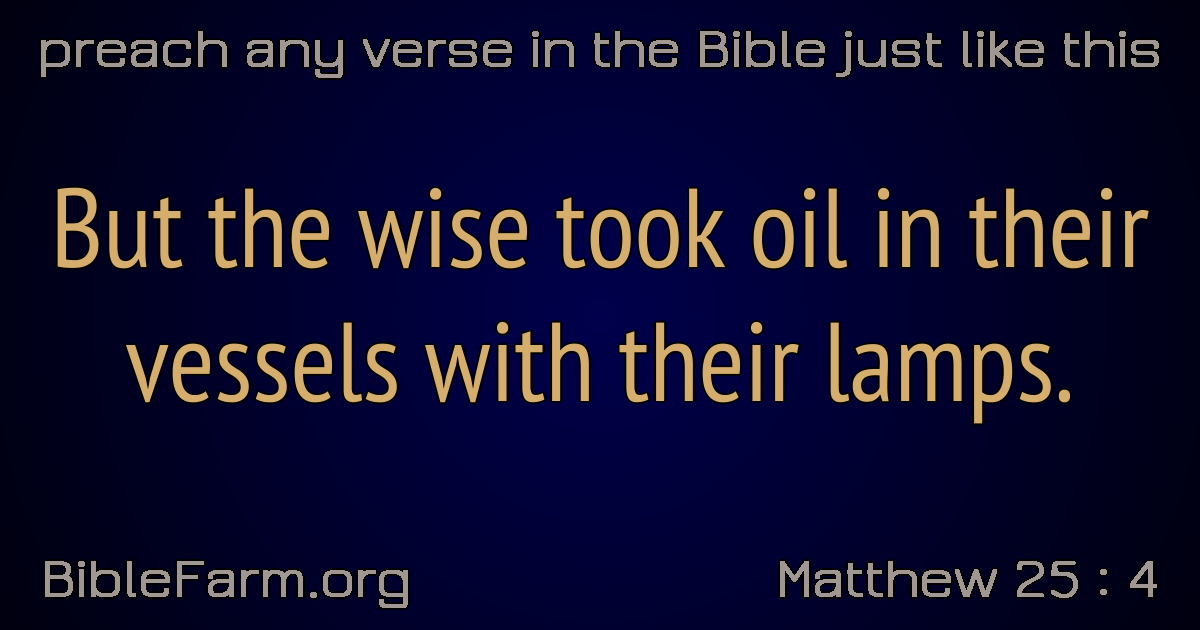 preach any verse in the Bible just like this
But the wise took oil in their
vessels with their lamps.
BibleFarm.org
Matthew 25 : 4